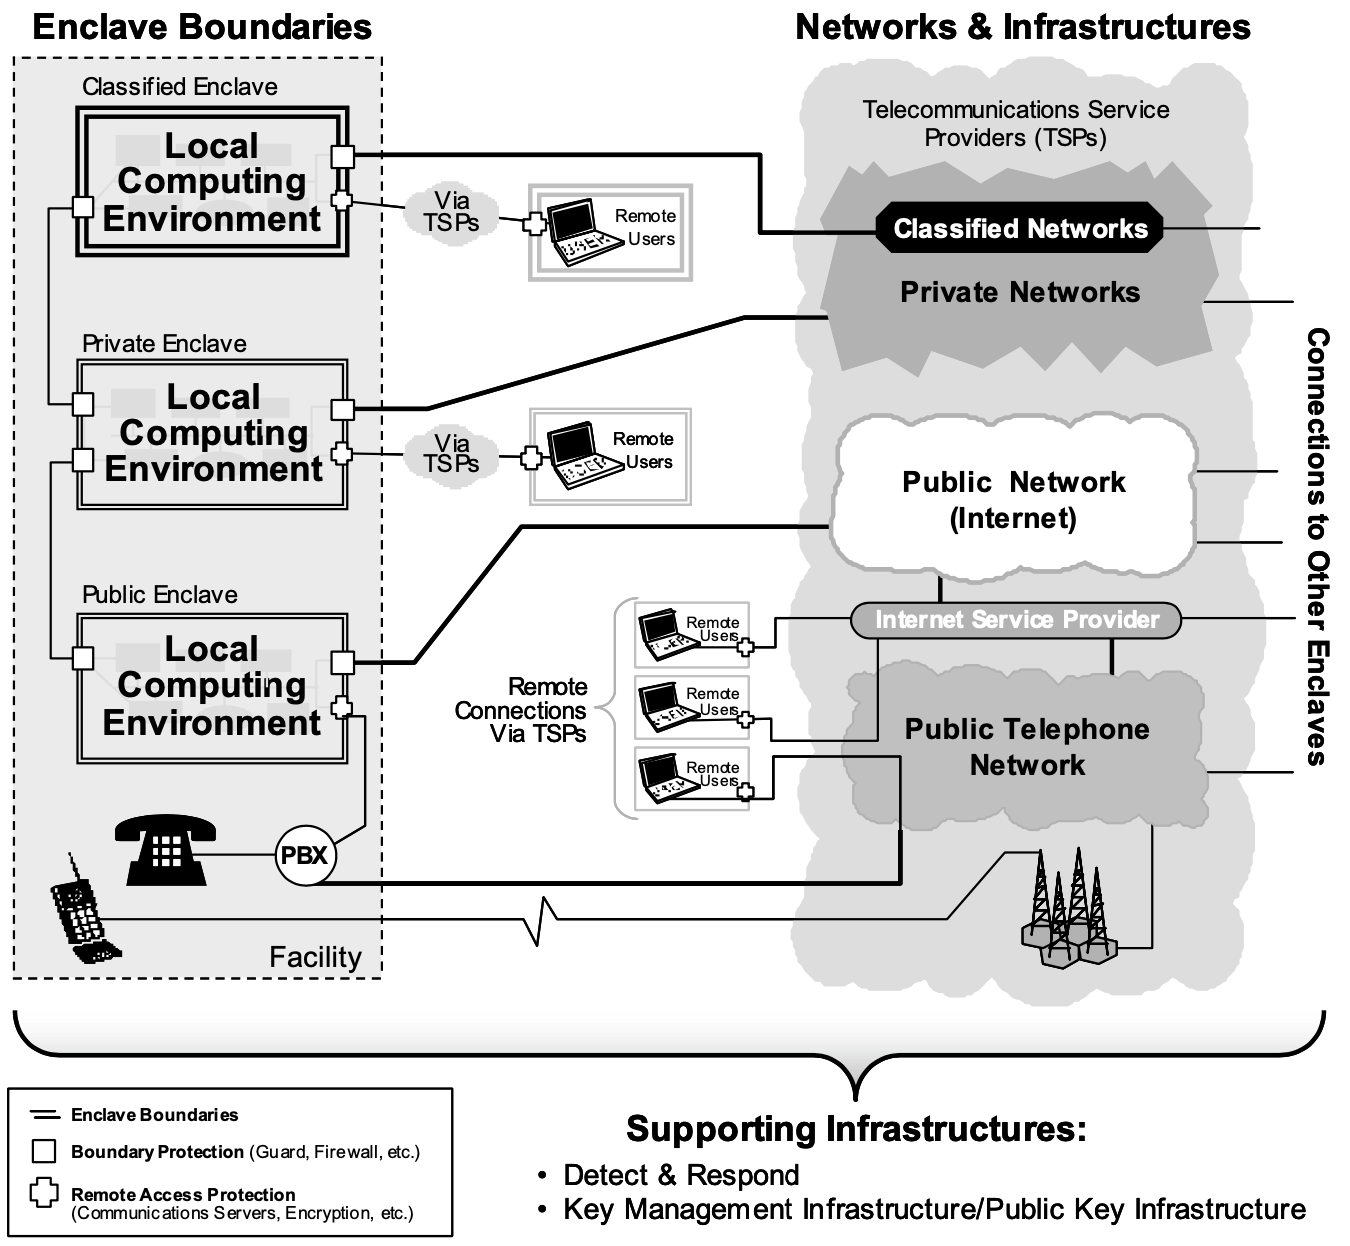 Enclave Boundaries
Networks & Infrastructures
Classified Enclave
Local
Computing
Environment
Via
TSPs
Remote
Users
Telecommunications Service
Providers (TSPs)
Classified Networks
Private Networks
Private Enclave
Local
Computing
Environment
Via
TSPs
Remote
Users
Public Network
(Internet)
Connections to Other Enclaves
Public Enclave
Local
Computing
Environment
Remote
Connections
Via TSPs
Remote
Users
Remote
Users
Remote
Users
Internet Service Provider
Public Telephone
Network
PBX
Facility
Enclave Boundaries
Boundary Protection (Guard, Firewall, etc.)
Remote Access Protection
(Communications Servers, Encryption, etc.)
Supporting Infrastructures:
• Detect & Respond
• Key Management Infrastructure/Public Key Infrastructure